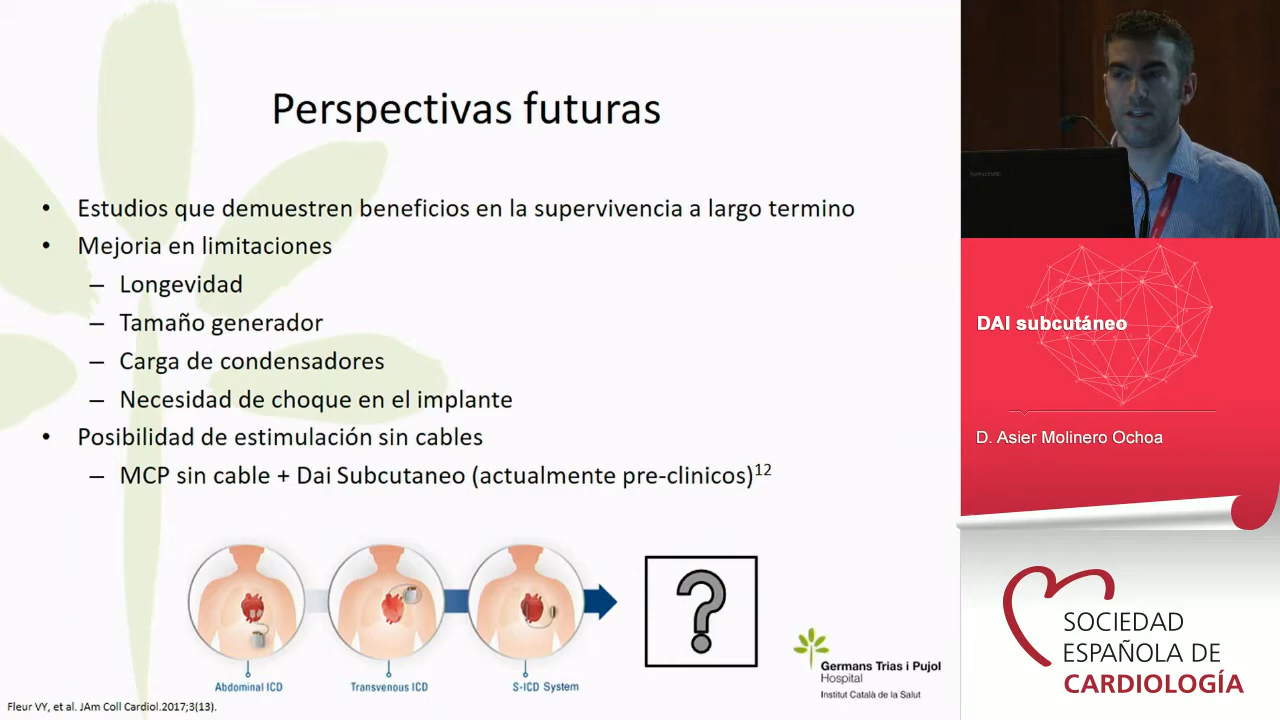 Perspectivas futuras
• Estudios que demuestren beneficios en la supervivencia a largo termino
• Mejoria en limitaciones
– Longevidad
– Tamaño generador
– Carga de condensadores
– Necesidad de choque en el implante
• Posibilidad de estimulación sin cables
– MCP sin cable + Dai Subcutaneo (actualmente pre-clinicos)12
?
Abdominal ICD
Transvenous ICD
S-ICD System
Germans Trias i Pujol
Hospital
Institut Català de la Salut
Fleur VY, et al. JAm Coll Cardiol.2017;3(13).
DAI subcutáneo
D. Asier Molinero Ochoa
SOCIEDAD
ESPAÑOLA DE
CARDIOLOGÍA